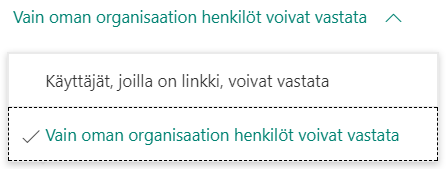 Vain oman organisaation henkilöt voivat vastata
Käyttäjät, joilla on linkki, voivat vastata
Vain oman organisaation henkilöt voivat vastata